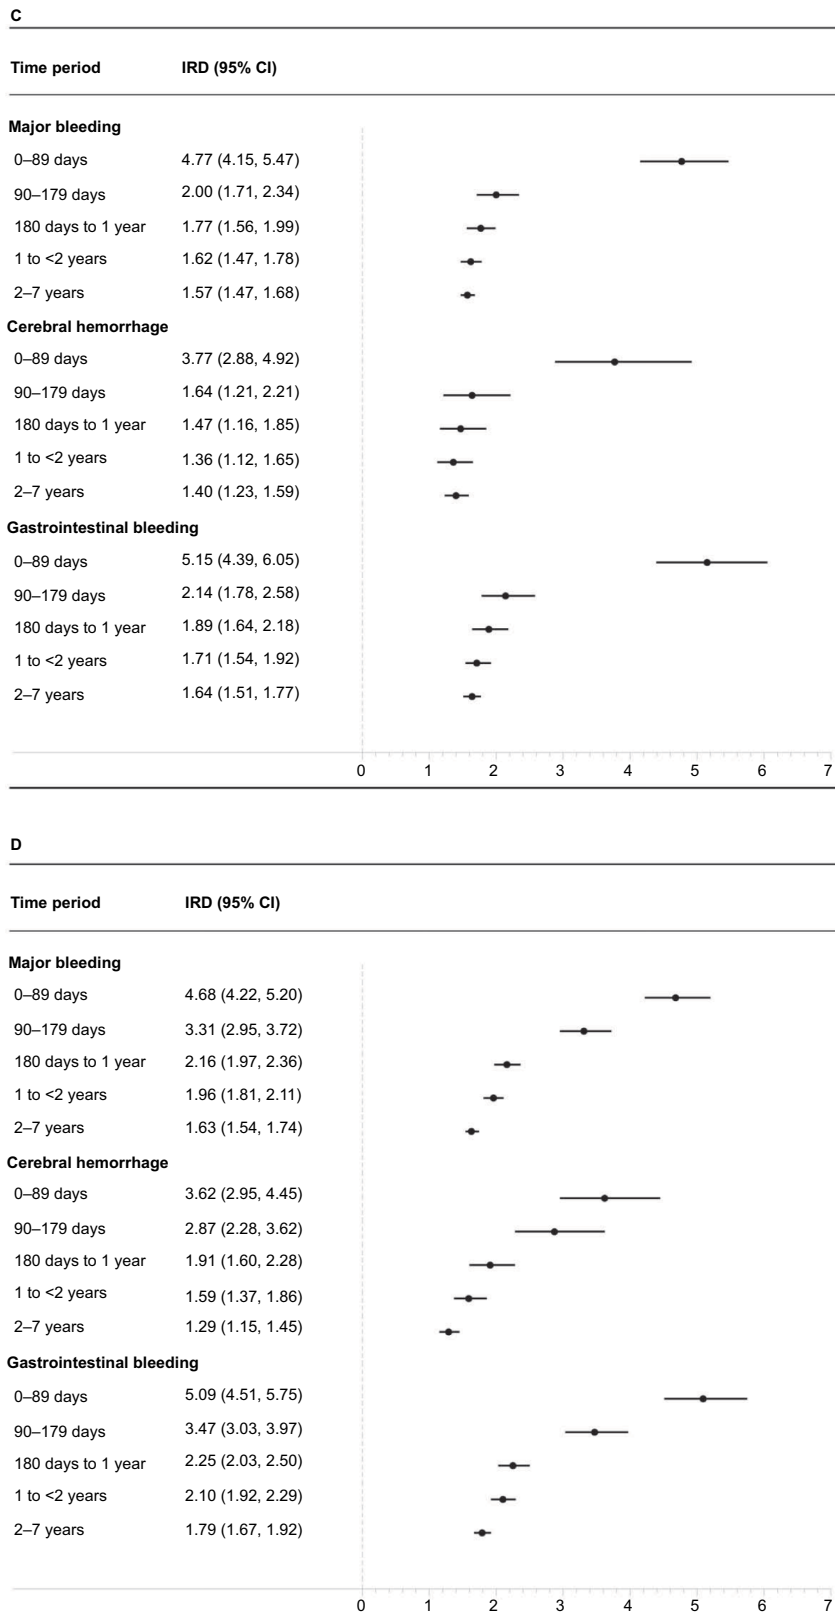 C
Time period IRD (95% CI)
Major bleeding
0–89 days 4.77 (4.15, 5.47)
90–179 days 2.00 (1.71, 2.34)
180 days to 1 year 1.77 (1.56, 1.99)
1 to <2 years 1.62 (1.47, 1.78)
2–7 years 1.57 (1.47, 1.68)
Cerebral hemorrhage
0–89 days 3.77 (2.88, 4.92)
90–179 days 1.64 (1.21, 2.21)
180 days to 1 year 1.47 (1.16, 1.85)
1 to <2 years 1.36 (1.12, 1.65)
2–7 years 1.40 (1.23, 1.59)
Gastrointestinal bleeding
0–89 days 5.15 (4.39, 6.05)
90–179 days 2.14 (1.78, 2.58)
180 days to 1 year 1.89 (1.64, 2.18)
1 to <2 years 1.71 (1.54, 1.92)
2–7 years 1.64 (1.51, 1.77)
0 1 2 3 4 5 6 7
D
Time period IRD (95% CI)
Major bleeding
0–89 days 4.68 (4.22, 5.20)
90–179 days 3.31 (2.95, 3.72)
180 days to 1 year 2.16 (1.97, 2.36)
1 to <2 years 1.96 (1.81, 2.11)
2–7 years 1.63 (1.54, 1.74)
Cerebral hemorrhage
0–89 days 3.62 (2.95, 4.45)
90–179 days 2.87 (2.28, 3.62)
180 days to 1 year 1.91 (1.60, 2.28)
1 to <2 years 1.59 (1.37, 1.86)
2–7 years 1.29 (1.15, 1.45)
Gastrointestinal bleeding
0–89 days 5.09 (4.51, 5.75)
90–179 days 3.47 (3.03, 3.97)
180 days to 1 year 2.25 (2.03, 2.50)
1 to <2 years 2.10 (1.92, 2.29)
2–7 years 1.79 (1.67, 1.92)
0 1 2 3 4 5 6 7